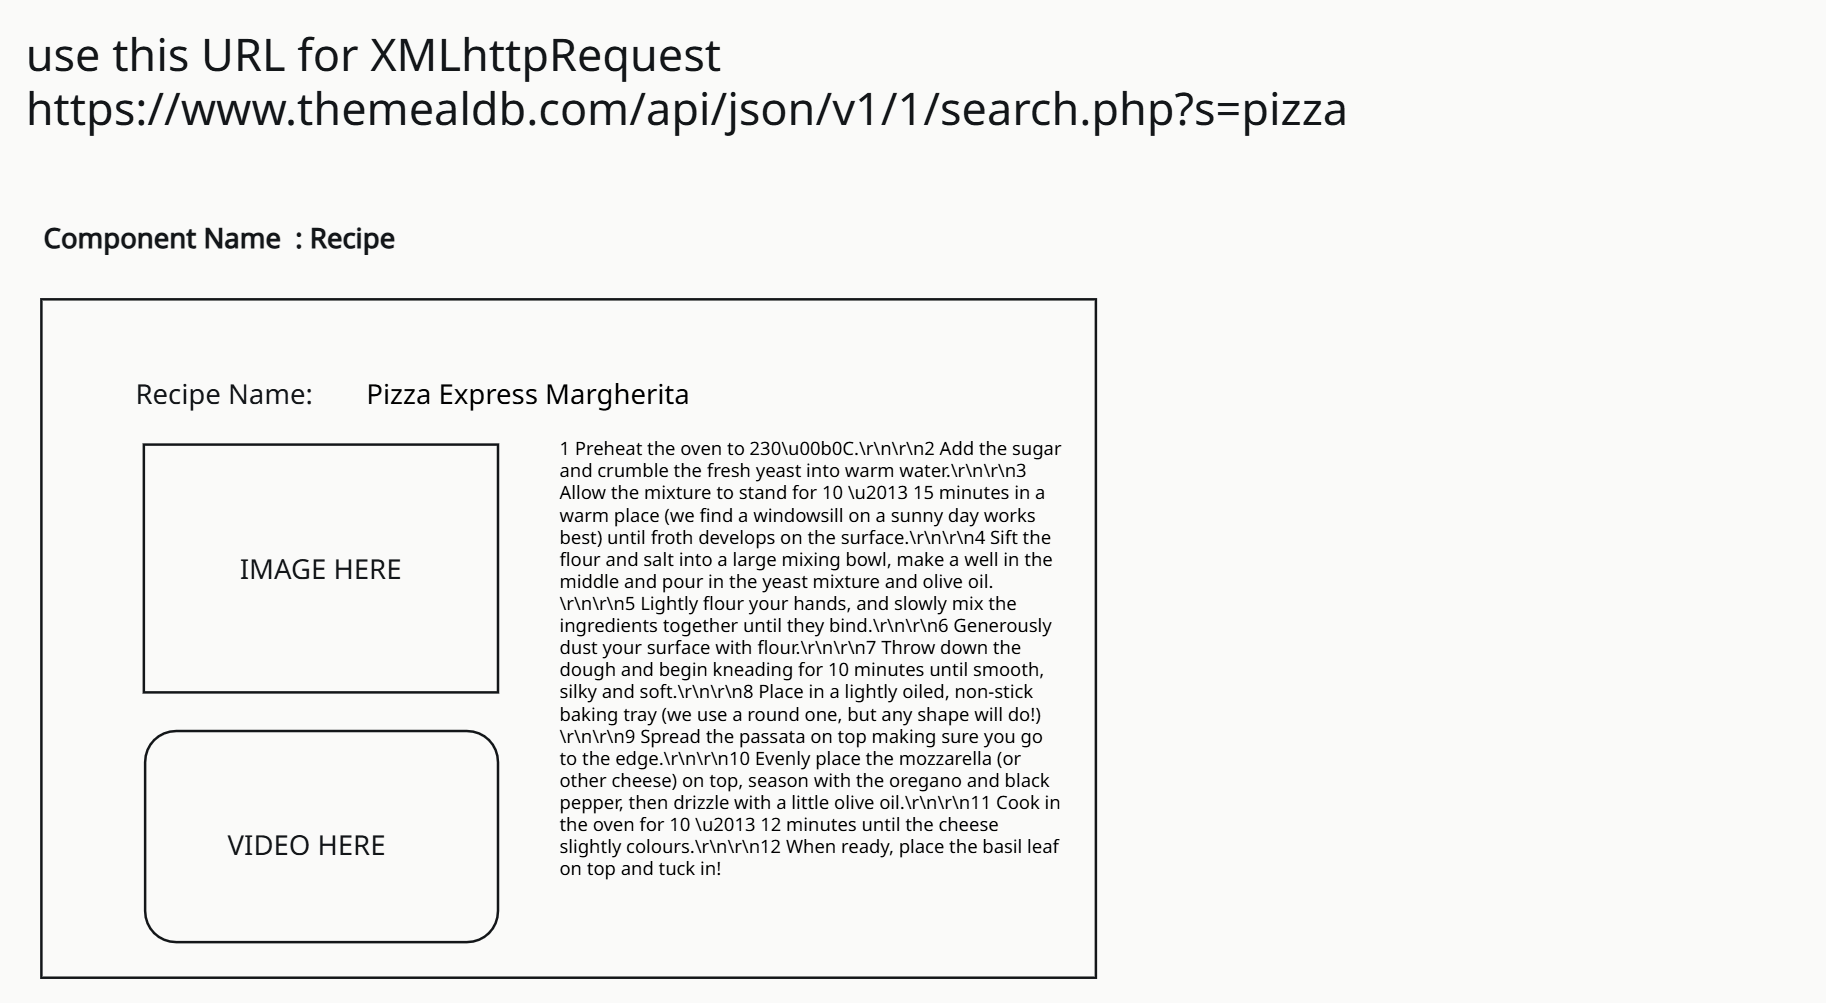 use this URL for XMLhttpRequest
https://www.themealdb.com/api/json/v1/1/search.php?s=pizza
Component Name  : Recipe
Recipe Name: Pizza Express Margherita
IMAGE HERE
VIDEO HERE
1 Preheat the oven to 230\u00b0C.\r\n\r\n2 Add the sugar
and crumble the fresh yeast into warm water.\r\n\r\n3
Allow the mixture to stand for 10 \u2013 15 minutes in a
warm place (we find a windowsill on a sunny day works
best) until froth develops on the surface.\r\n\r\n4 Sift the
flour and salt into a large mixing bowl, make a well in the
middle and pour in the yeast mixture and olive oil.
\r\n\r\n5 Lightly flour your hands, and slowly mix the
ingredients together until they bind.\r\n\r\n6 Generously
dust your surface with flour.\r\n\r\n7 Throw down the
dough and begin kneading for 10 minutes until smooth,
silky and soft.\r\n\r\n8 Place in a lightly oiled, non-stick
baking tray (we use a round one, but any shape will do!)
\r\n\r\n9 Spread the passata on top making sure you go
to the edge.\r\n\r\n10 Evenly place the mozzarella (or
other cheese) on top, season with the oregano and black
pepper, then drizzle with a little olive oil.\r\n\r\n11 Cook in
the oven for 10 \u2013 12 minutes until the cheese
slightly colours.\r\n\r\n12 When ready, place the basil leaf
on top and tuck in!